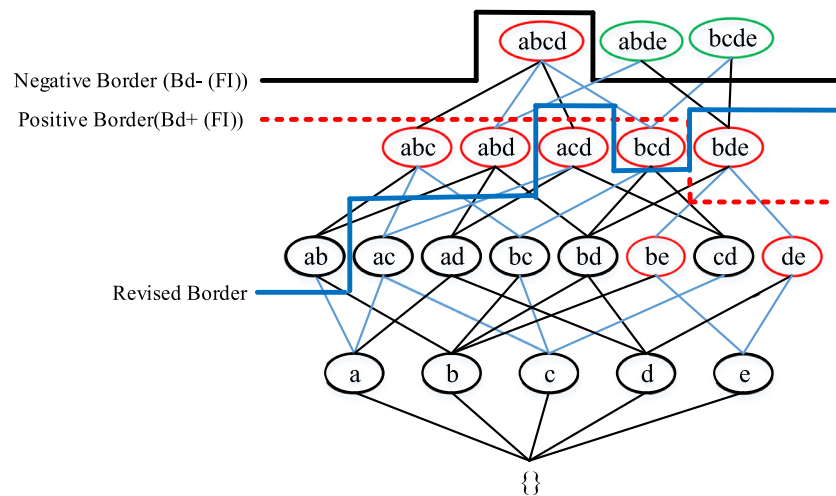 abcd abde bcde
Negative Border (Bd- (FI))
Positive Border(Bd+ (FI))
abc abd acd bcd bde
ab ac ad bc bd be cd de
Revised Border
a b c d e
{}